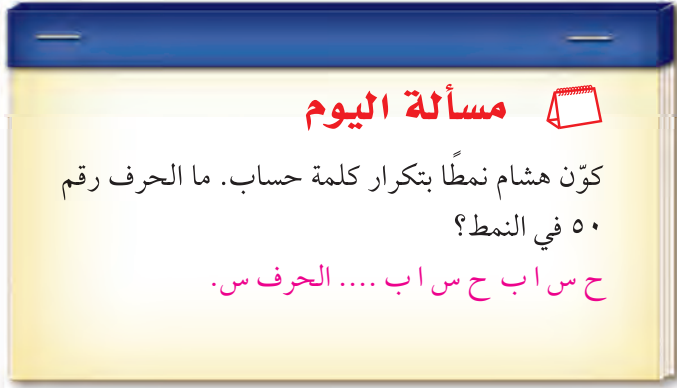 مسألة اليوم
كوّن هشام نمطًا بتكرار كلمة حساب. ما الحرف رقم
٥٠ في النمط؟
ح س ا ب ح س ا ب .... الحرف س.